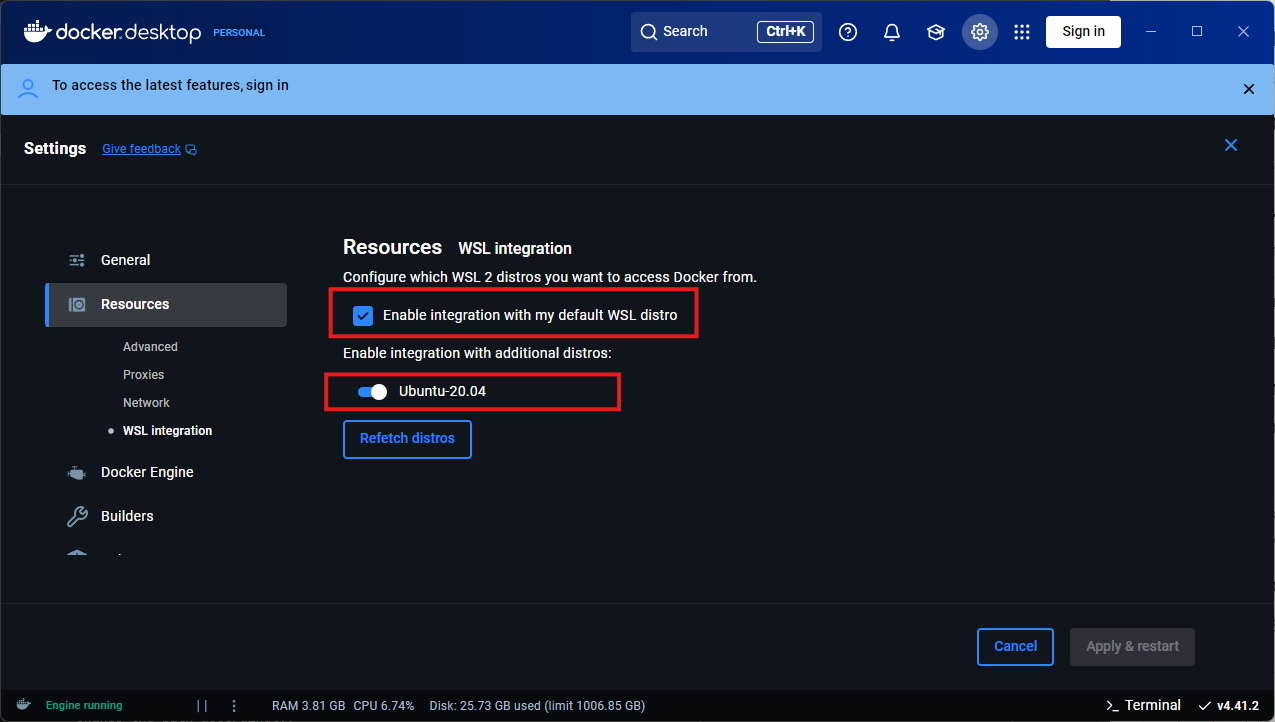 docker desktop PERSONAL
Search Ctrl+K
Sign in
To access the latest features, sign in
Settings Give feedback
Resources WSL integration
Configure which WSL 2 distros you want to access Docker from.
Enable integration with my default WSL distro
Enable integration with additional distros:
Ubuntu-20.04
Refetch distros
General
Resources
Advanced
Proxies
Network
WSL integration
Docker Engine
Builders
Cancel
Apply & restart
Engine running
RAM 3.81 GB CPU 6.74% Disk: 25.73 GB used (limit 1006.85 GB)
Terminal
v4.41.2